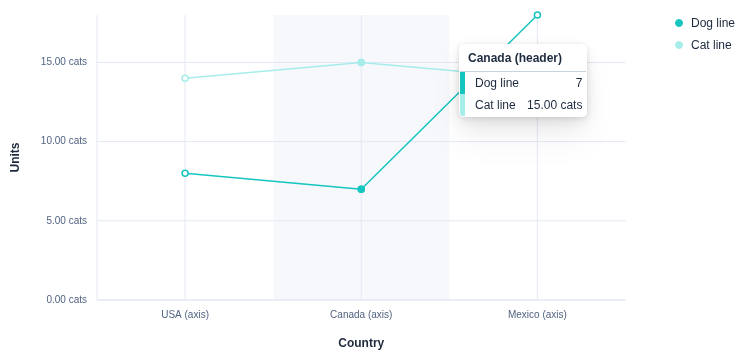 Dog line
Cat line
Canada (header)
Dog line 7
Cat line 15.00 cats
15.00 cats
10.00 cats
5.00 cats
0.00 cats
Units
USA (axis)
Canada (axis)
Mexico (axis)
Country